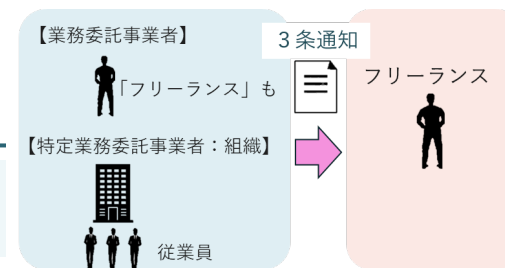 【業務委託事業者】
「フリーランス」も
【特定業務委託事業者：組織】
従業員
３条通知
フリーランス